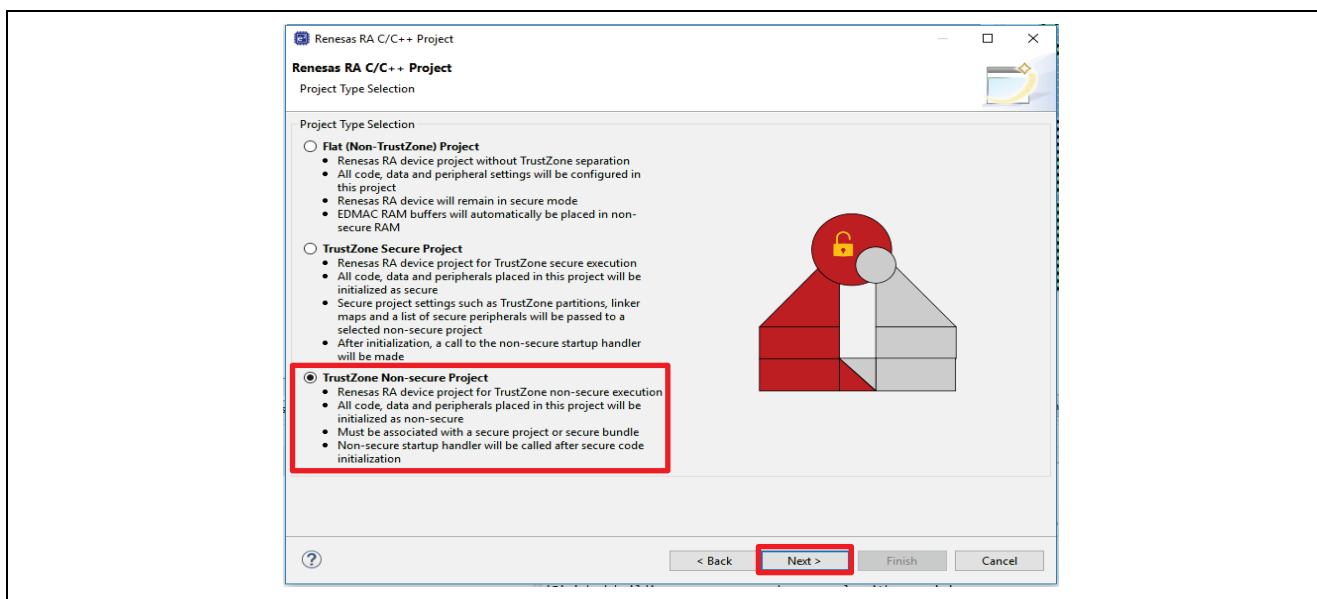 Renesas RA C/C++ Project
Renesas RA C/C++ Project
Project Type Selection
Project Type Selection
Flat (Non-TrustZone) Project
• Renesas RA device project without TrustZone separation
• All code, data and peripheral settings will be configured in
this project
• Renesas RA device will remain in secure mode
• EDMAC RAM buffers will automatically be placed in non-
secure RAM
TrustZone Secure Project
• Renesas RA device project for TrustZone secure execution
• All code, data and peripherals placed in this project will be
initialized as secure
• Secure project settings such as TrustZone partitions, linker
maps and a list of secure peripherals will be passed to a
selected non-secure project
• After initialization, a call to the non-secure startup handler
will be made
TrustZone Non-secure Project
• Renesas RA device project for TrustZone non-secure execution
• All code, data and peripherals placed in this project will be
initialized as non-secure
• Must be associated with a secure project or secure bundle
• Non-secure startup handler will be called after secure code
initialization
?
< Back
Next >
Finish
Cancel